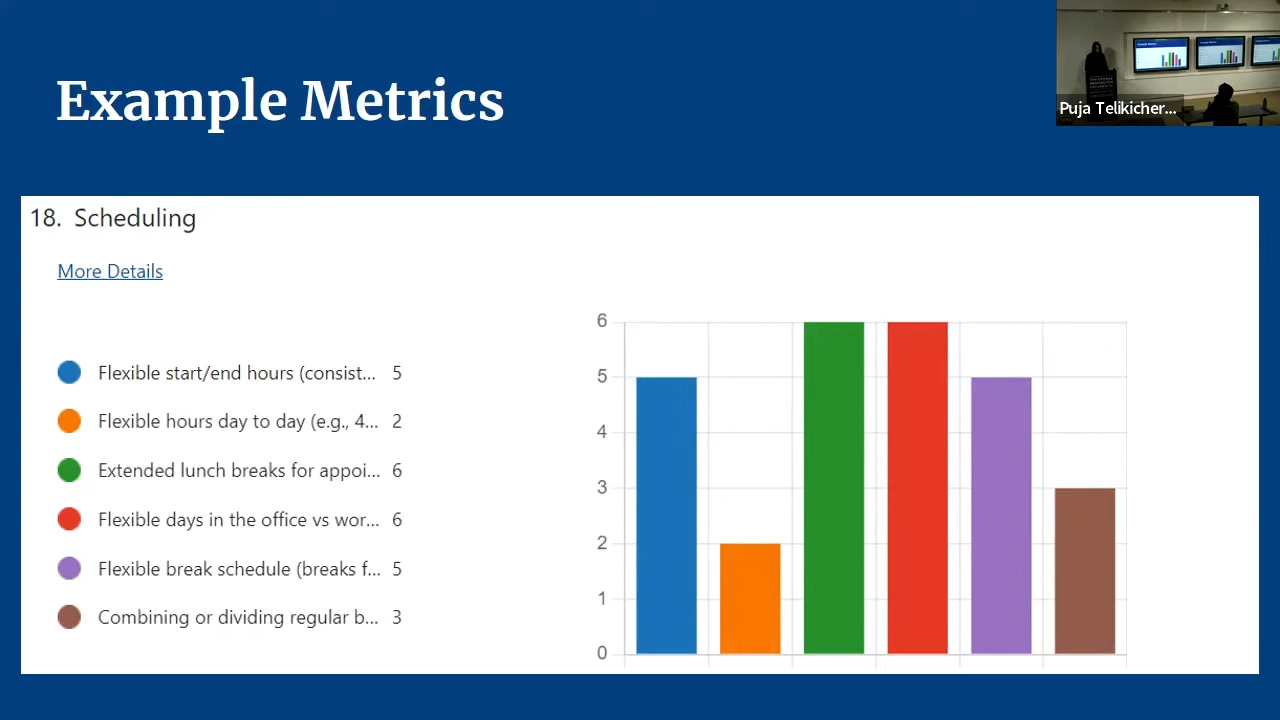 Example Metrics
Puja Telikicher...
18. Scheduling
More Details
Flexible start/end hours (consist... 5
Flexible hours day to day (e.g., 4... 2
Extended lunch breaks for appoi... 6
Flexible days in the office vs wor... 6
Flexible break schedule (breaks f... 5
Combining or dividing regular b... 3
6
5
4
3
2
1
0